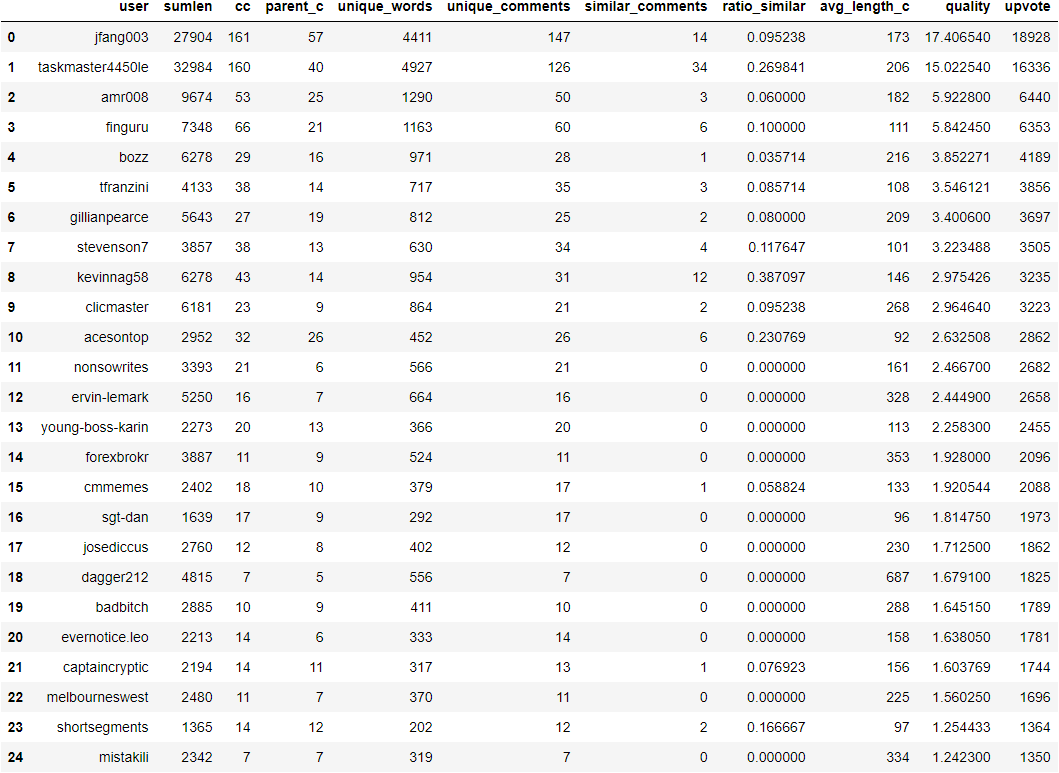 user sumlen cc parent_c unique_words unique_comments similar_comments ratio_similar avg_length_c quality upvote
0 jfang003 27904 161 57 4411 147 14 0.095238 173 17.406540 18928
1 taskmaster4450le 32984 160 40 4927 126 34 0.269841 206 15.022540 16336
2 amr008 9674 53 25 1290 50 3 0.060000 182 5.922800 6440
3 finguru 7348 66 21 1163 60 6 0.100000 111 5.842450 6353
4 bozz 6278 29 16 971 28 1 0.035714 216 3.852271 4189
5 tfranzini 4133 38 14 717 35 3 0.085714 108 3.546121 3856
6 gillianpearce 5643 27 19 812 25 2 0.080000 209 3.400600 3697
7 stevenson7 3857 38 13 630 34 4 0.117647 101 3.223488 3505
8 kevinnag58 6278 43 14 954 31 12 0.387097 146 2.975426 3235
9 clicmaster 6181 23 9 864 21 2 0.095238 268 2.964640 3223
10 acesontop 2952 32 26 452 26 6 0.230769 92 2.632508 2862
11 nonsowrites 3393 21 6 566 21 0 0.000000 161 2.466700 2682
12 ervin-lemark 5250 16 7 664 16 0 0.000000 328 2.444900 2658
13 young-boss-karin 2273 20 13 366 20 0 0.000000 113 2.258300 2455
14 forexbrokr 3887 11 9 524 11 0 0.000000 353 1.928000 2096
15 cmmemes 2402 18 10 379 17 1 0.058824 133 1.920544 2088
16 sgt-dan 1639 17 9 292 17 0 0.000000 96 1.814750 1973
17 josediccus 2760 12 8 402 12 0 0.000000 230 1.712500 1862
18 dagger212 4815 7 5 556 7 0 0.000000 687 1.679100 1825
19 badbitch 2885 10 9 411 10 0 0.000000 288 1.645150 1789
20 evernotice.leo 2213 14 6 333 14 0 0.000000 158 1.638050 1781
21 captaincryptic 2194 14 11 317 13 1 0.076923 156 1.603769 1744
22 melbourneswest 2480 11 7 370 11 0 0.000000 225 1.560250 1696
23 shortsegments 1365 14 12 202 12 2 0.166667 97 1.254433 1364
24 mistakili 2342 7 7 319 7 0 0.000000 334 1.242300 1350